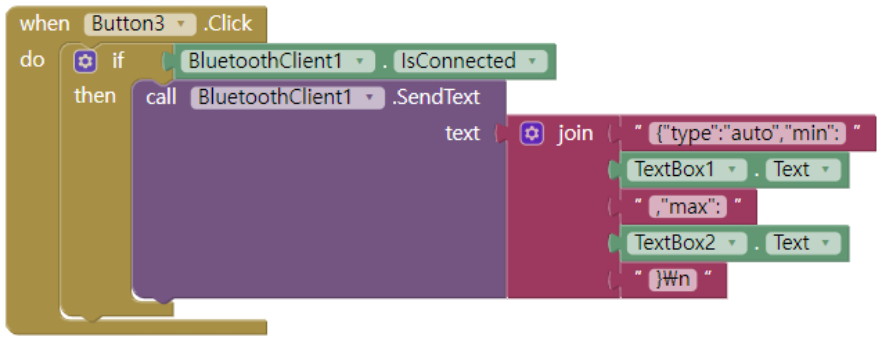 when Button3 .Click
do if BluetoothClient1 . IsConnected
then call BluetoothClient1 .SendText
text join " {"type":"auto","min": "
TextBox1 . Text
" ,"max": "
TextBox2 . Text
" }₩n "